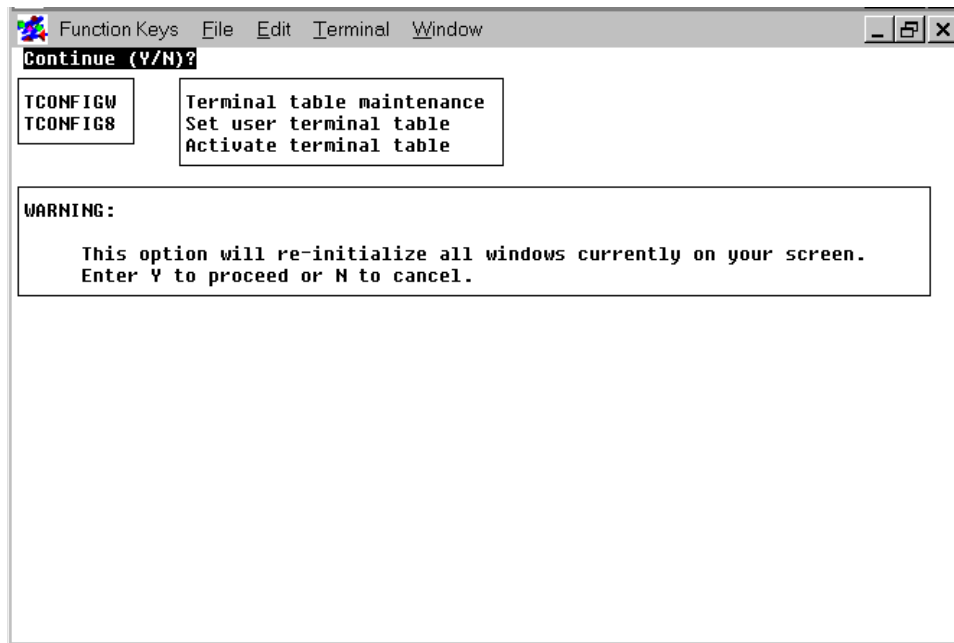 Function Keys File Edit Terminal Window
Continue (Y/N)?
TCONFIGW
TCONFIG8
Terminal table maintenance
Set user terminal table
Activate terminal table
WARNING:
This option will re-initialize all windows currently on your screen.
Enter Y to proceed or N to cancel.